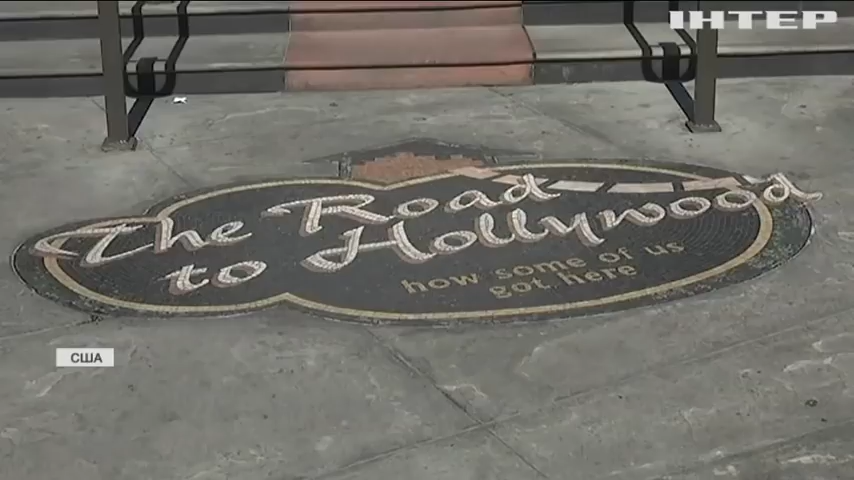 ІНТЕР
The Road
to Hollywood
how some of us
got here
США